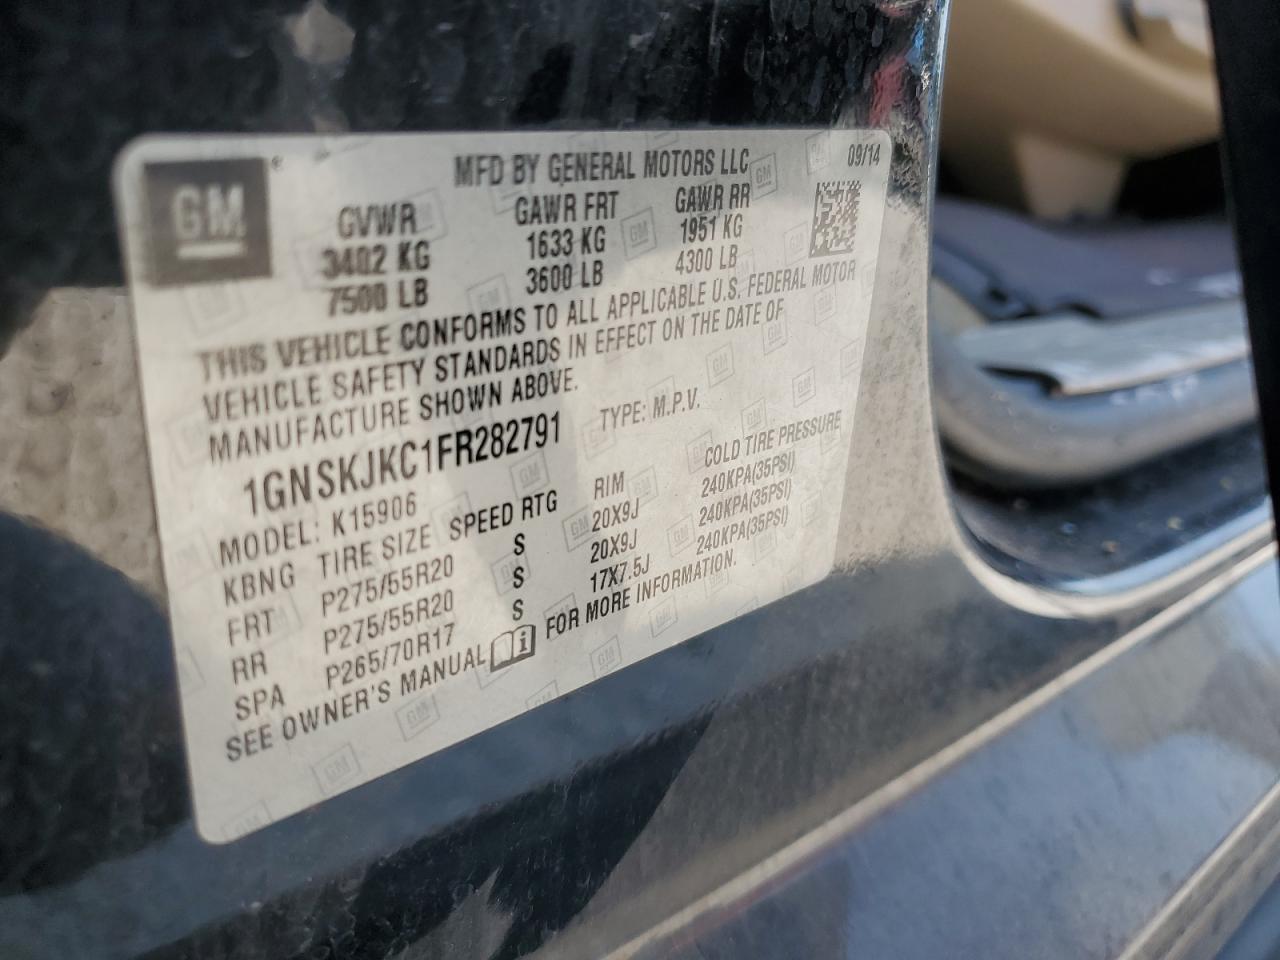 GM
MFD BY GENERAL MOTORS LLC 09/14
GVWR GAWR FRT GAWR RR
3402 KG 1633 KG 1951 KG
7500 LB 3600 LB 4300 LB
THIS VEHICLE CONFORMS TO ALL APPLICABLE U.S. FEDERAL MOTOR
VEHICLE SAFETY STANDARDS IN EFFECT ON THE DATE OF
MANUFACTURE SHOWN ABOVE.
1GNSKJKC1FR282791 TYPE: M.P.V.
MODEL: K15906
KBNG TIRE SIZE SPEED RTG RIM COLD TIRE PRESSURE
FRT P275/55R20 S 20X9J 240KPA(35PSI)
RR P275/55R20 S 20X9J 240KPA(35PSI)
SPA P265/70R17 S 17X7.5J 240KPA(35PSI)
SEE OWNER'S MANUAL FOR MORE INFORMATION.